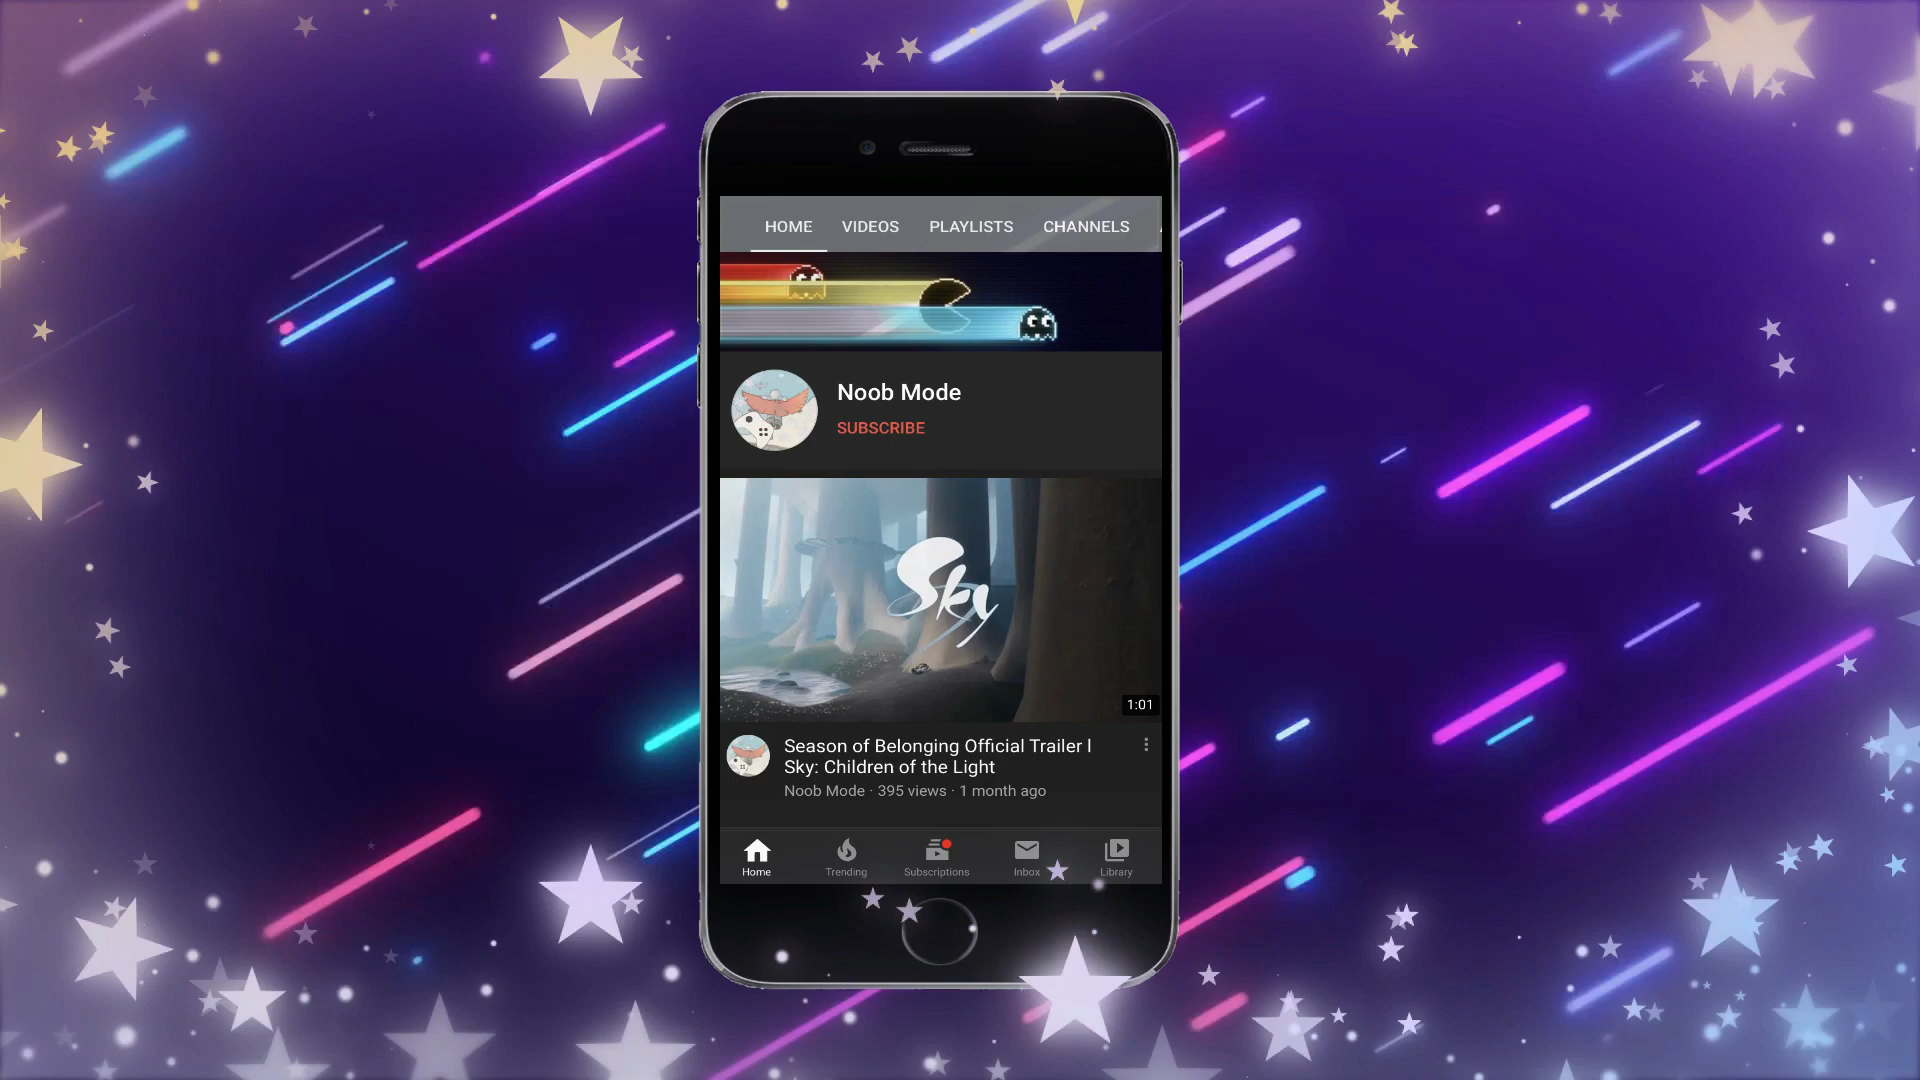 HOME VIDEOS PLAYLISTS CHANNELS
Noob Mode
SUBSCRIBE
Sky
1:01
Season of Belonging Official Trailer l
Sky: Children of the Light
Noob Mode · 395 views · 1 month ago
Home Trending Subscriptions Inbox Library